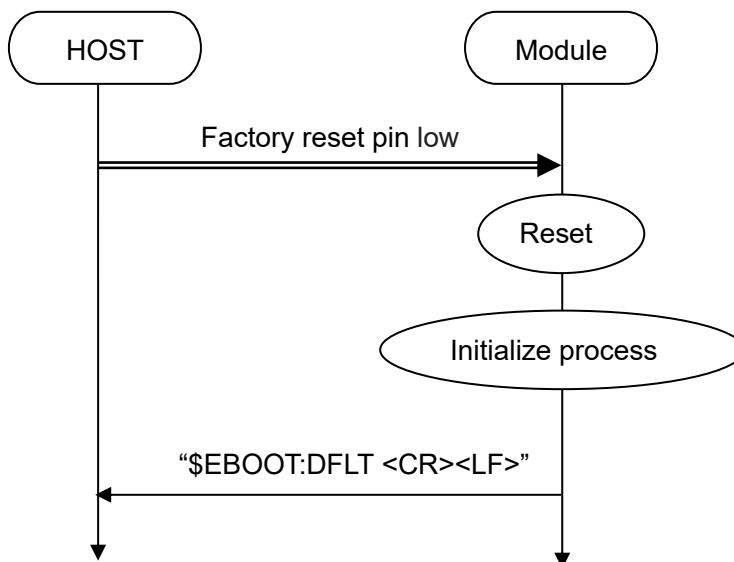 HOST
Module
Factory reset pin low
Reset
Initialize process
“$EBOOT:DFLT <CR><LF>”